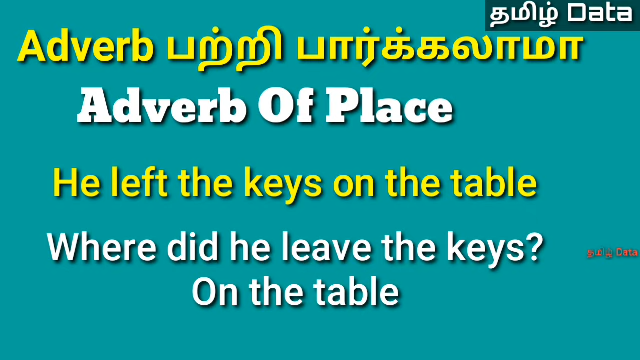 தமிழ் Data
Adverb பற்றி பார்க்கலாமா
Adverb Of Place
He left the keys on the table
Where did he leave the keys?
தமிழ் Data
On the table